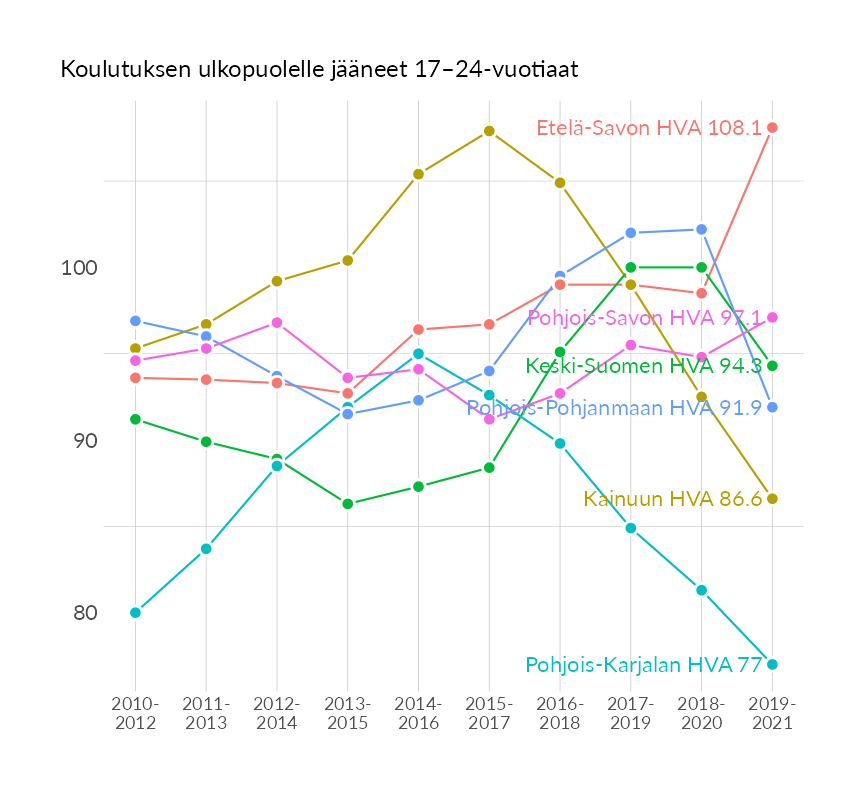 Koulutuksen ulkopuolelle jääneet 17–24-vuotiaat
Etelä-Savon HVA 108.1
100
Pohjois-Savon HVA 97.1
Keski-Suomen HVA 94.3
Pohjois-Pohjanmaan HVA 91.9
90
Kainuun HVA 86.6
80
Pohjois-Karjalan HVA 77
2010- 2011- 2012- 2013- 2014- 2015- 2016- 2017- 2018- 2019-
2012 2013 2014 2015 2016 2017 2018 2019 2020 2021